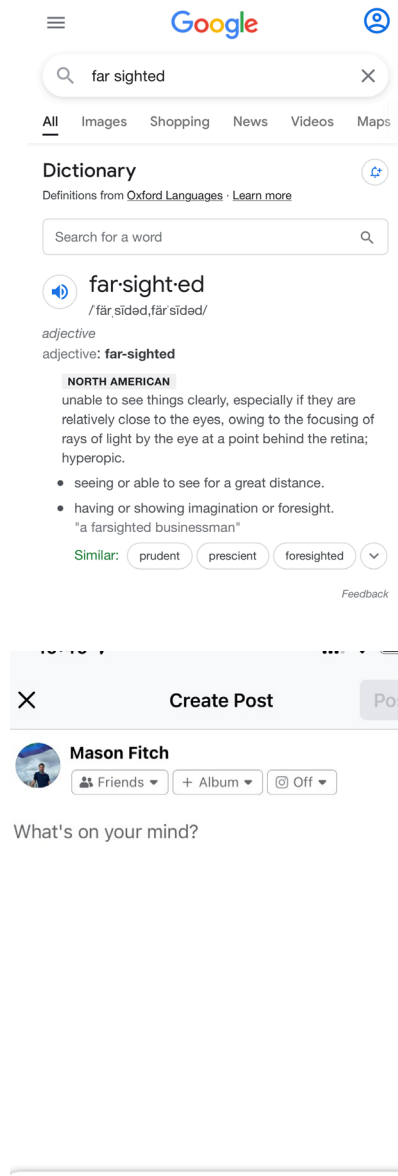 Google
far sighted
All Images Shopping News Videos Maps
Dictionary
Definitions from Oxford Languages · Learn more
Search for a word
far·sight·ed
/ˈfärˌsīdəd,färˈsīdəd/
adjective
adjective: far-sighted
NORTH AMERICAN
unable to see things clearly, especially if they are
relatively close to the eyes, owing to the focusing of
rays of light by the eye at a point behind the retina;
hyperopic.
• seeing or able to see for a great distance.
• having or showing imagination or foresight.
"a farsighted businessman"
Similar: prudent prescient foresighted
Feedback
Create Post
Mason Fitch
Friends + Album Off
What's on your mind?